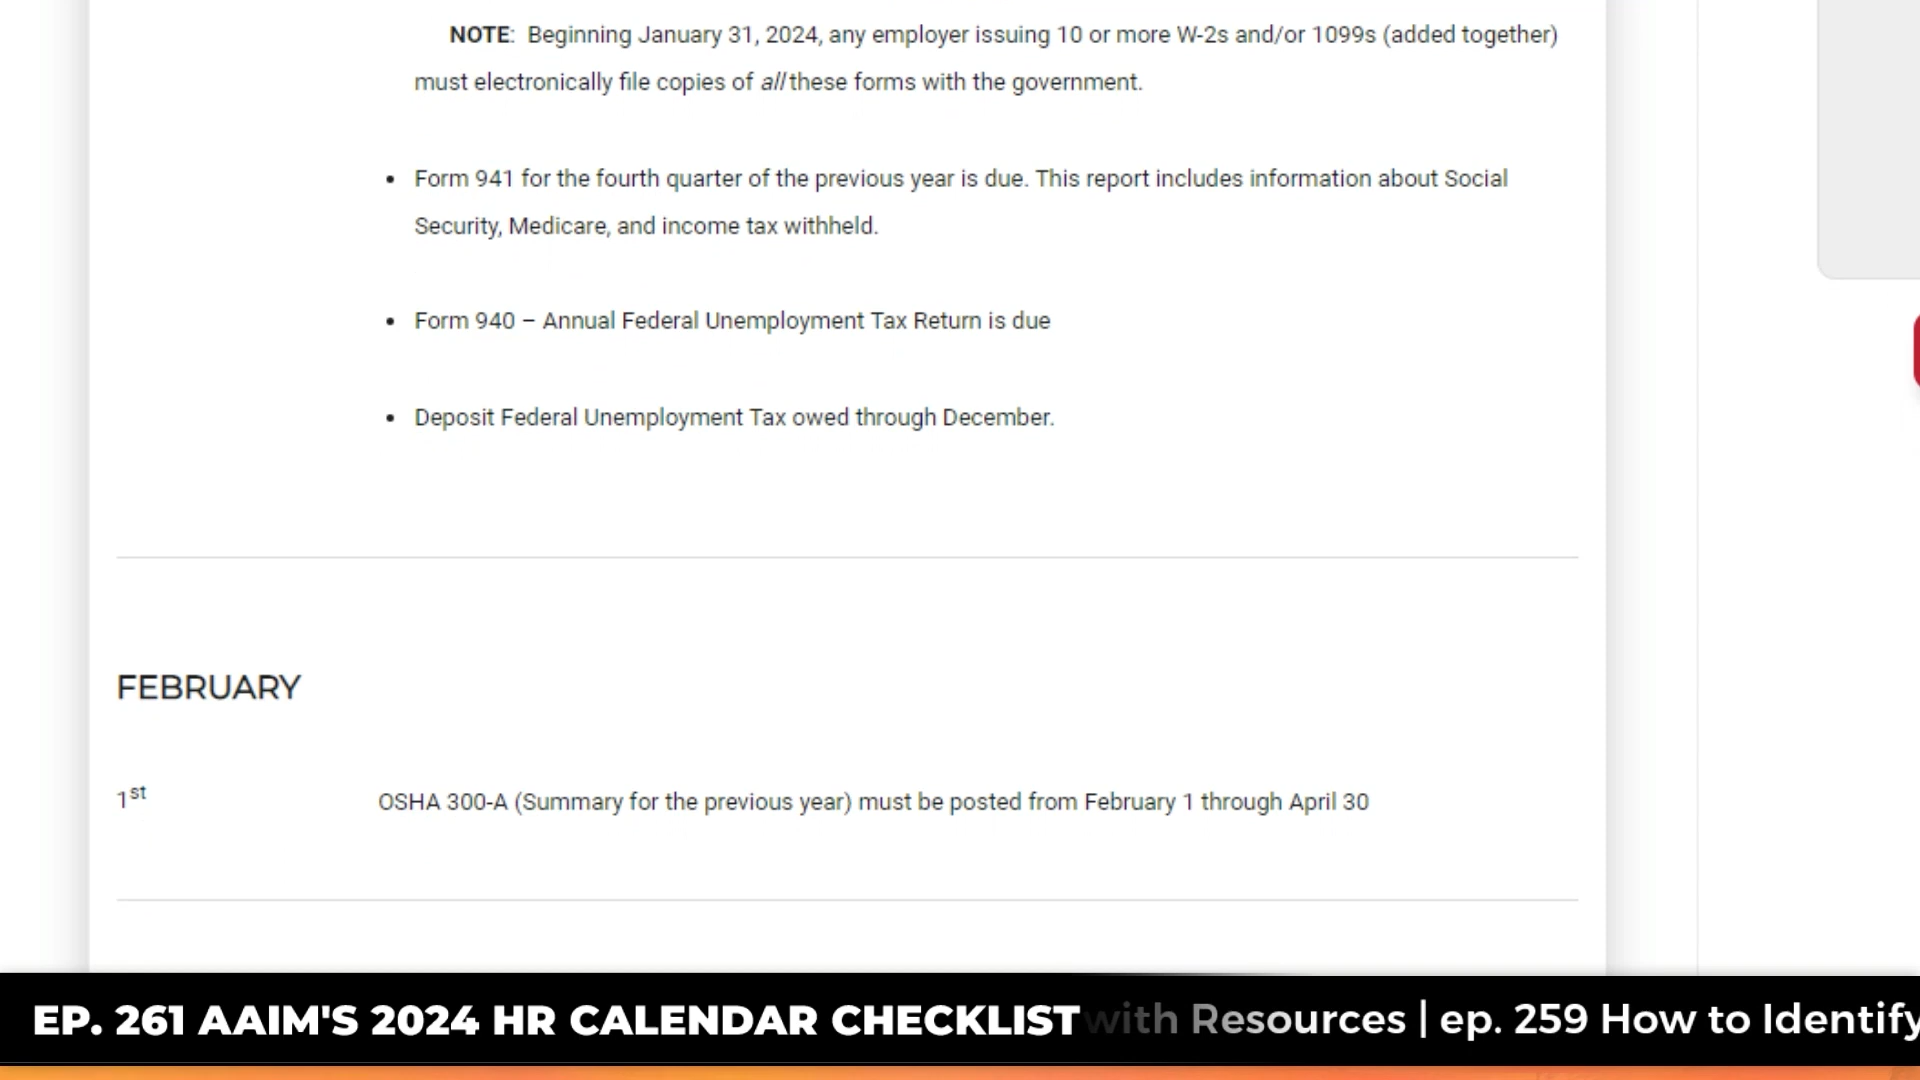 NOTE:  Beginning January 31, 2024, any employer issuing 10 or more W-2s and/or 1099s (added together)
must electronically file copies of all these forms with the government.
• Form 941 for the fourth quarter of the previous year is due. This report includes information about Social
Security, Medicare, and income tax withheld.
• Form 940 – Annual Federal Unemployment Tax Return is due
• Deposit Federal Unemployment Tax owed through December.
FEBRUARY
1st OSHA 300-A (Summary for the previous year) must be posted from February 1 through April 30
EP. 261 AAIM'S 2024 HR CALENDAR CHECKLIST with Resources | ep. 259 How to Identify